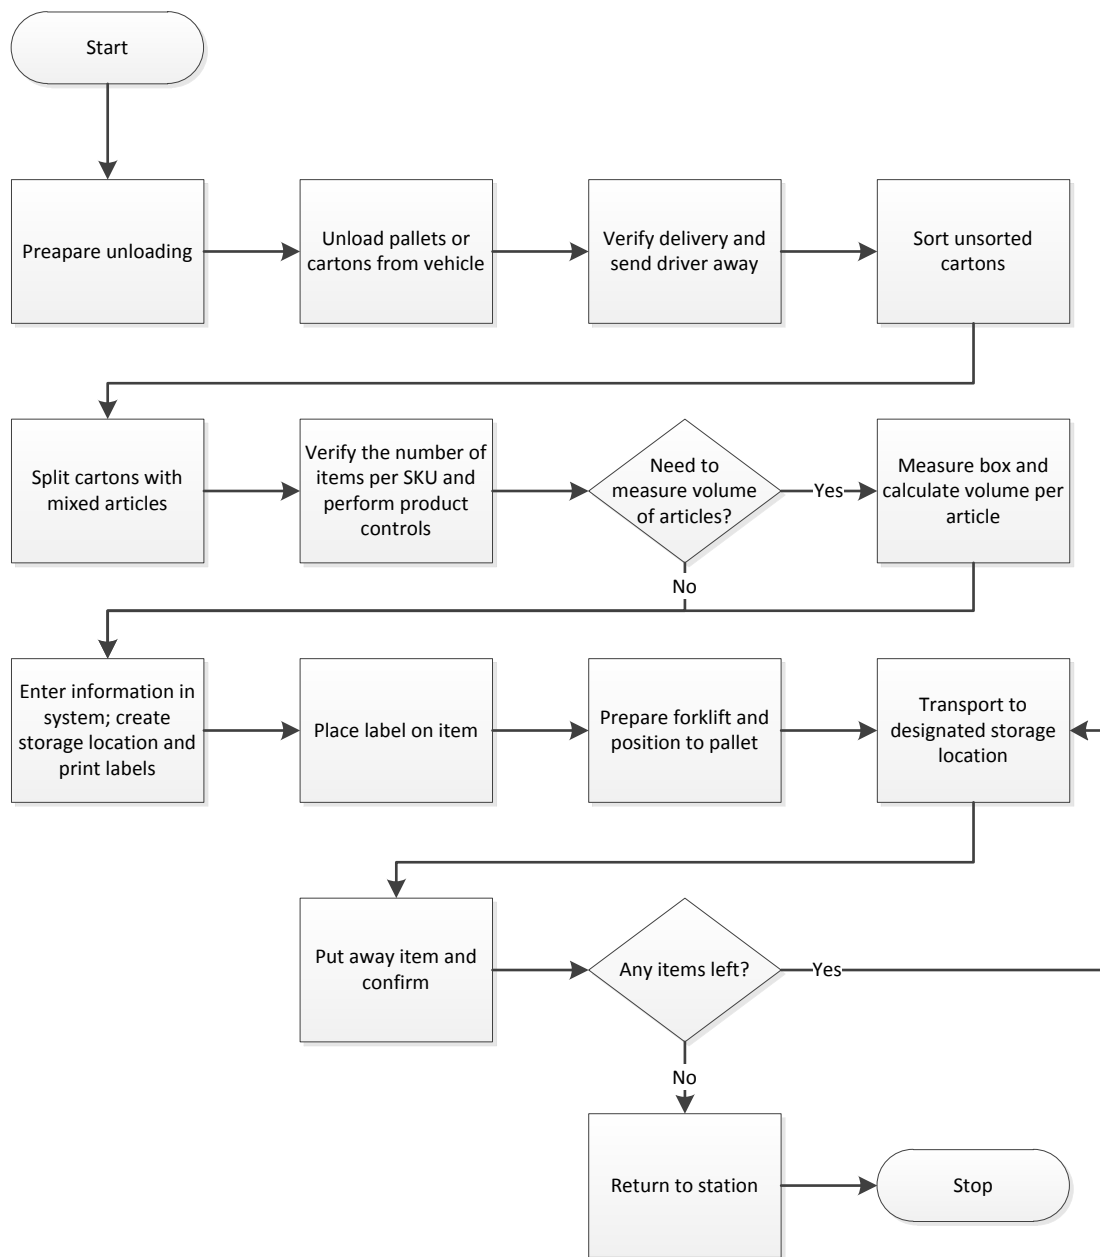 Start
Preapare unloading
Unload pallets or
cartons from vehicle
Verify delivery and
send driver away
Sort unsorted
cartons
Split cartons with
mixed articles
Verify the number of
items per SKU and
perform product
controls
Need to
measure volume
of articles?
Yes
Measure box and
calculate volume per
article
No
Enter information in
system; create
storage location and
print labels
Place label on item
Prepare forklift and
position to pallet
Transport to
designated storage
location
Put away item and
confirm
Any items left?
Yes
No
Return to station
Stop